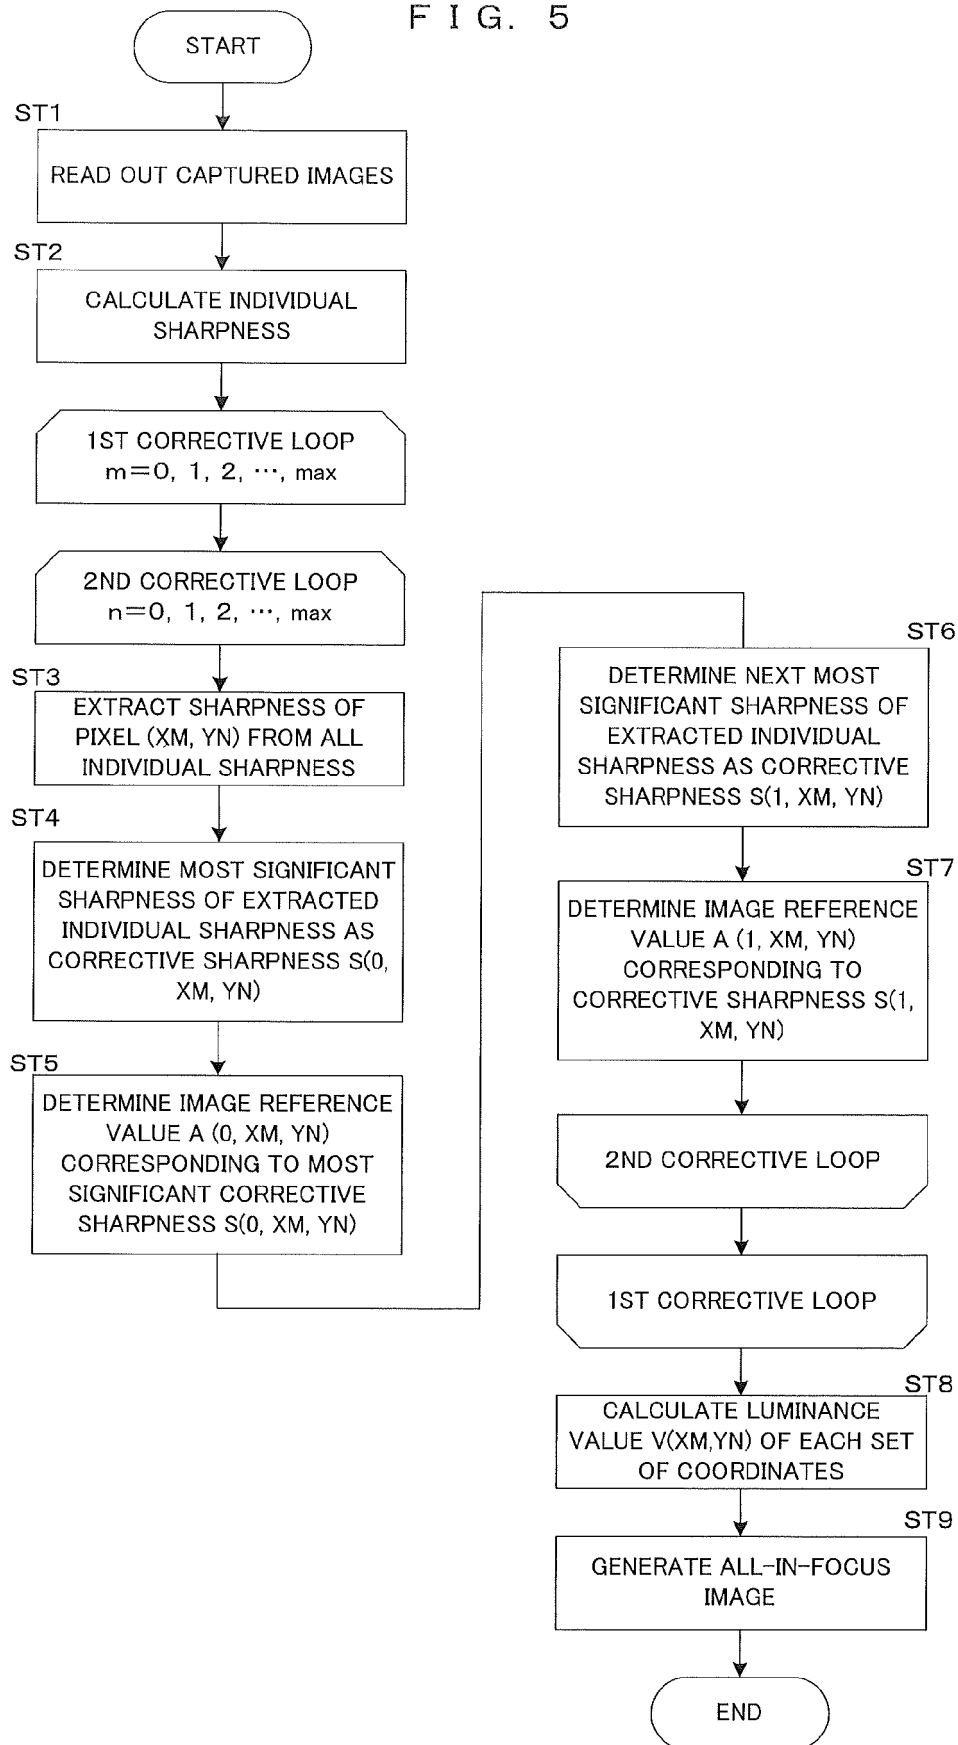 FIG. 5
START
ST1
READ OUT CAPTURED IMAGES
ST2
CALCULATE INDIVIDUAL
SHARPNESS
1ST CORRECTIVE LOOP
m=0, 1, 2, ···, max
2ND CORRECTIVE LOOP
n=0, 1, 2, ···, max
ST3
EXTRACT SHARPNESS OF
PIXEL (XM, YN) FROM ALL
INDIVIDUAL SHARPNESS
ST4
DETERMINE MOST SIGNIFICANT
SHARPNESS OF EXTRACTED
INDIVIDUAL SHARPNESS AS
CORRECTIVE SHARPNESS S(0,
XM, YN)
ST5
DETERMINE IMAGE REFERENCE
VALUE A (0, XM, YN)
CORRESPONDING TO MOST
SIGNIFICANT CORRECTIVE
SHARPNESS S(0, XM, YN)
ST6
DETERMINE NEXT MOST
SIGNIFICANT SHARPNESS OF
EXTRACTED INDIVIDUAL
SHARPNESS AS CORRECTIVE
SHARPNESS S(1, XM, YN)
ST7
DETERMINE IMAGE REFERENCE
VALUE A (1, XM, YN)
CORRESPONDING TO
CORRECTIVE SHARPNESS S(1,
XM, YN)
2ND CORRECTIVE LOOP
1ST CORRECTIVE LOOP
ST8
CALCULATE LUMINANCE
VALUE V(XM,YN) OF EACH SET
OF COORDINATES
ST9
GENERATE ALL-IN-FOCUS
IMAGE
END